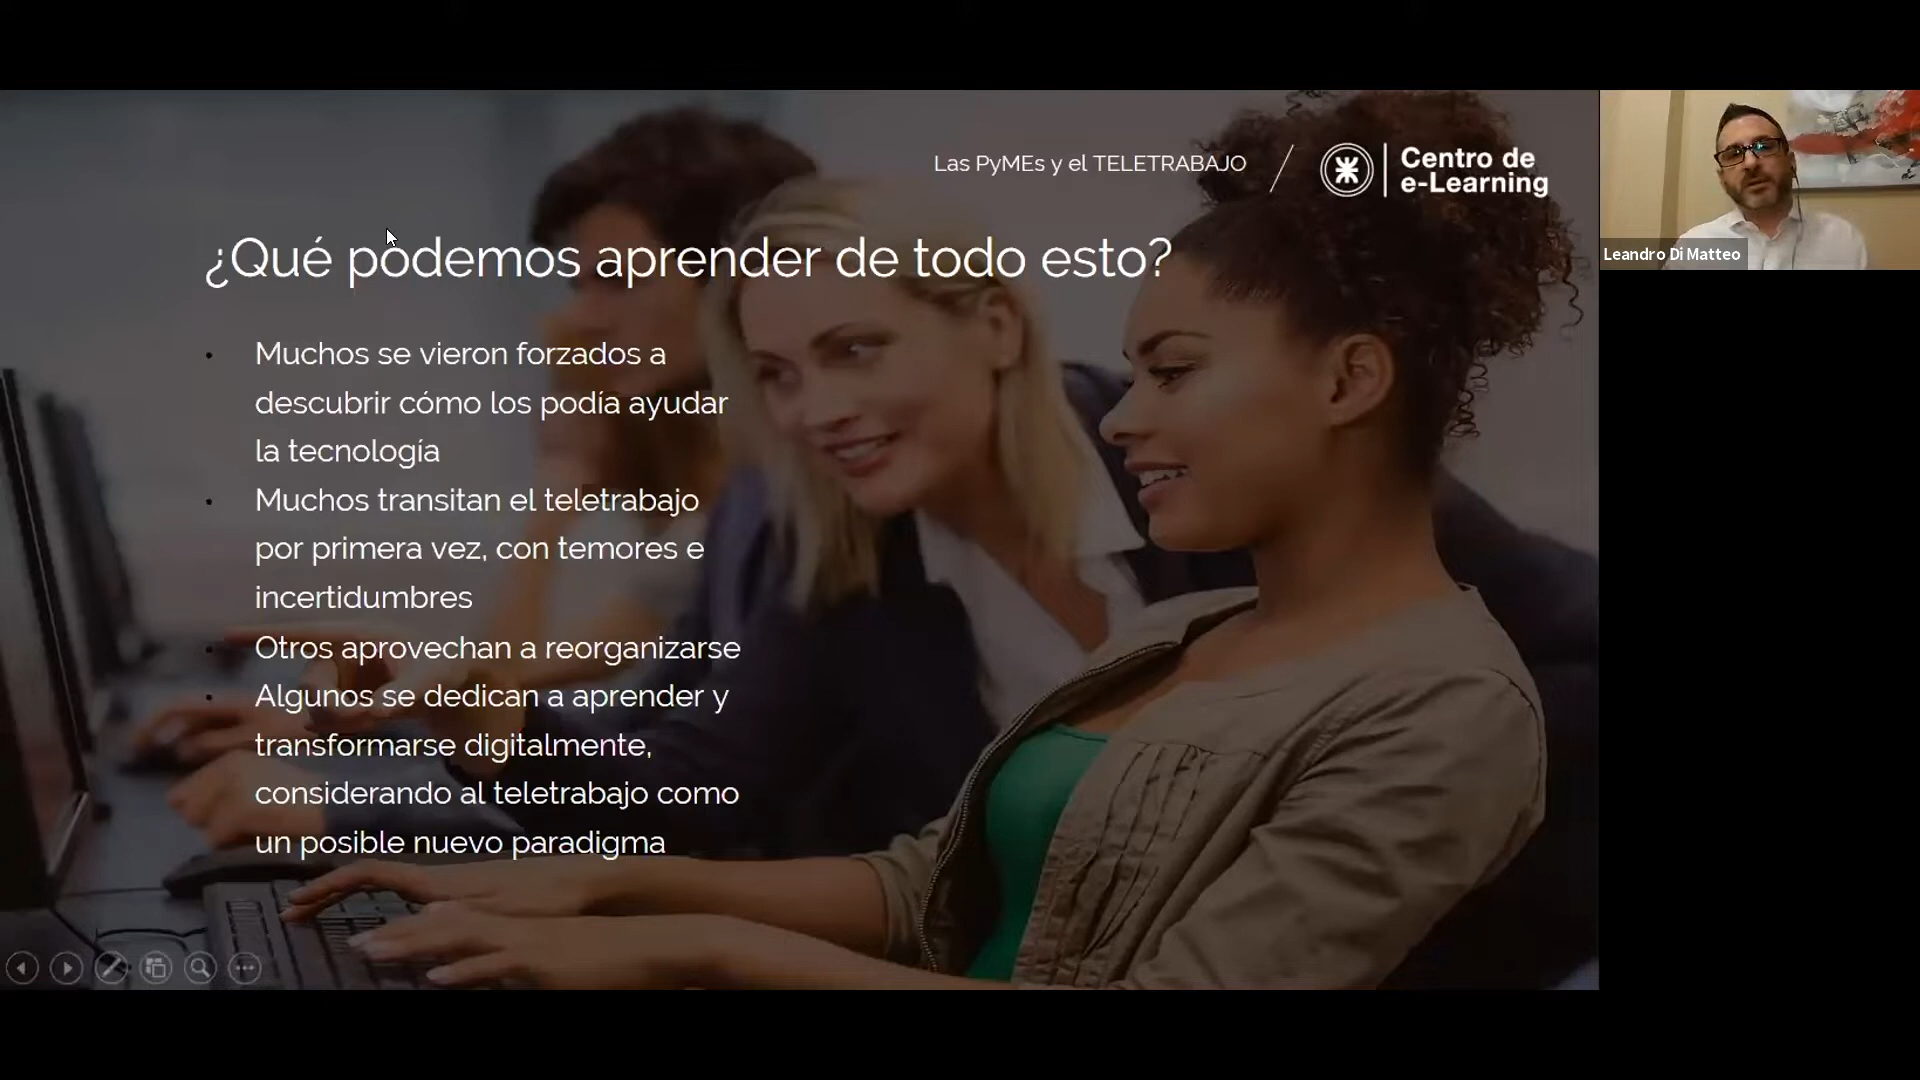 Las PyMEs y el TELETRABAJO
Centro de
e-Learning
¿Qué podemos aprender de todo esto?
Muchos se vieron forzados a
descubrir cómo los podía ayudar
la tecnología
Muchos transitan el teletrabajo
por primera vez, con temores e
incertidumbres
Otros aprovechan a reorganizarse
Algunos se dedican a aprender y
transformarse digitalmente,
considerando al teletrabajo como
un posible nuevo paradigma
Leandro Di Matteo